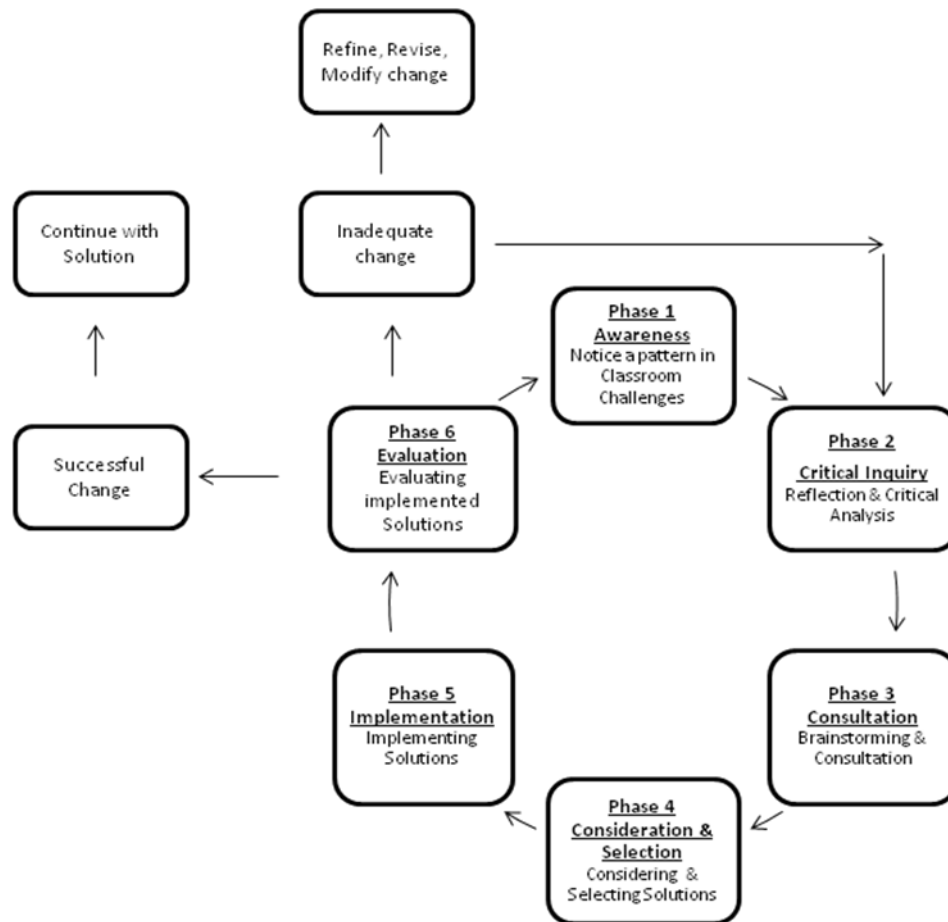 Refine, Revise,
Modify change
Continue with
Solution
Inadequate
change
Phase 1
Awareness
Notice a pattern in
Classroom
Challenges
Phase 2
Critical Inquiry
Reflection & Critical
Analysis
Phase 6
Evaluation
Evaluating
implemented
Solutions
Successful
Change
Phase 3
Consultation
Brainstorming &
Consultation
Phase 5
Implementation
Implementing
Solutions
Phase 4
Consideration &
Selection
Considering &
Selecting Solutions